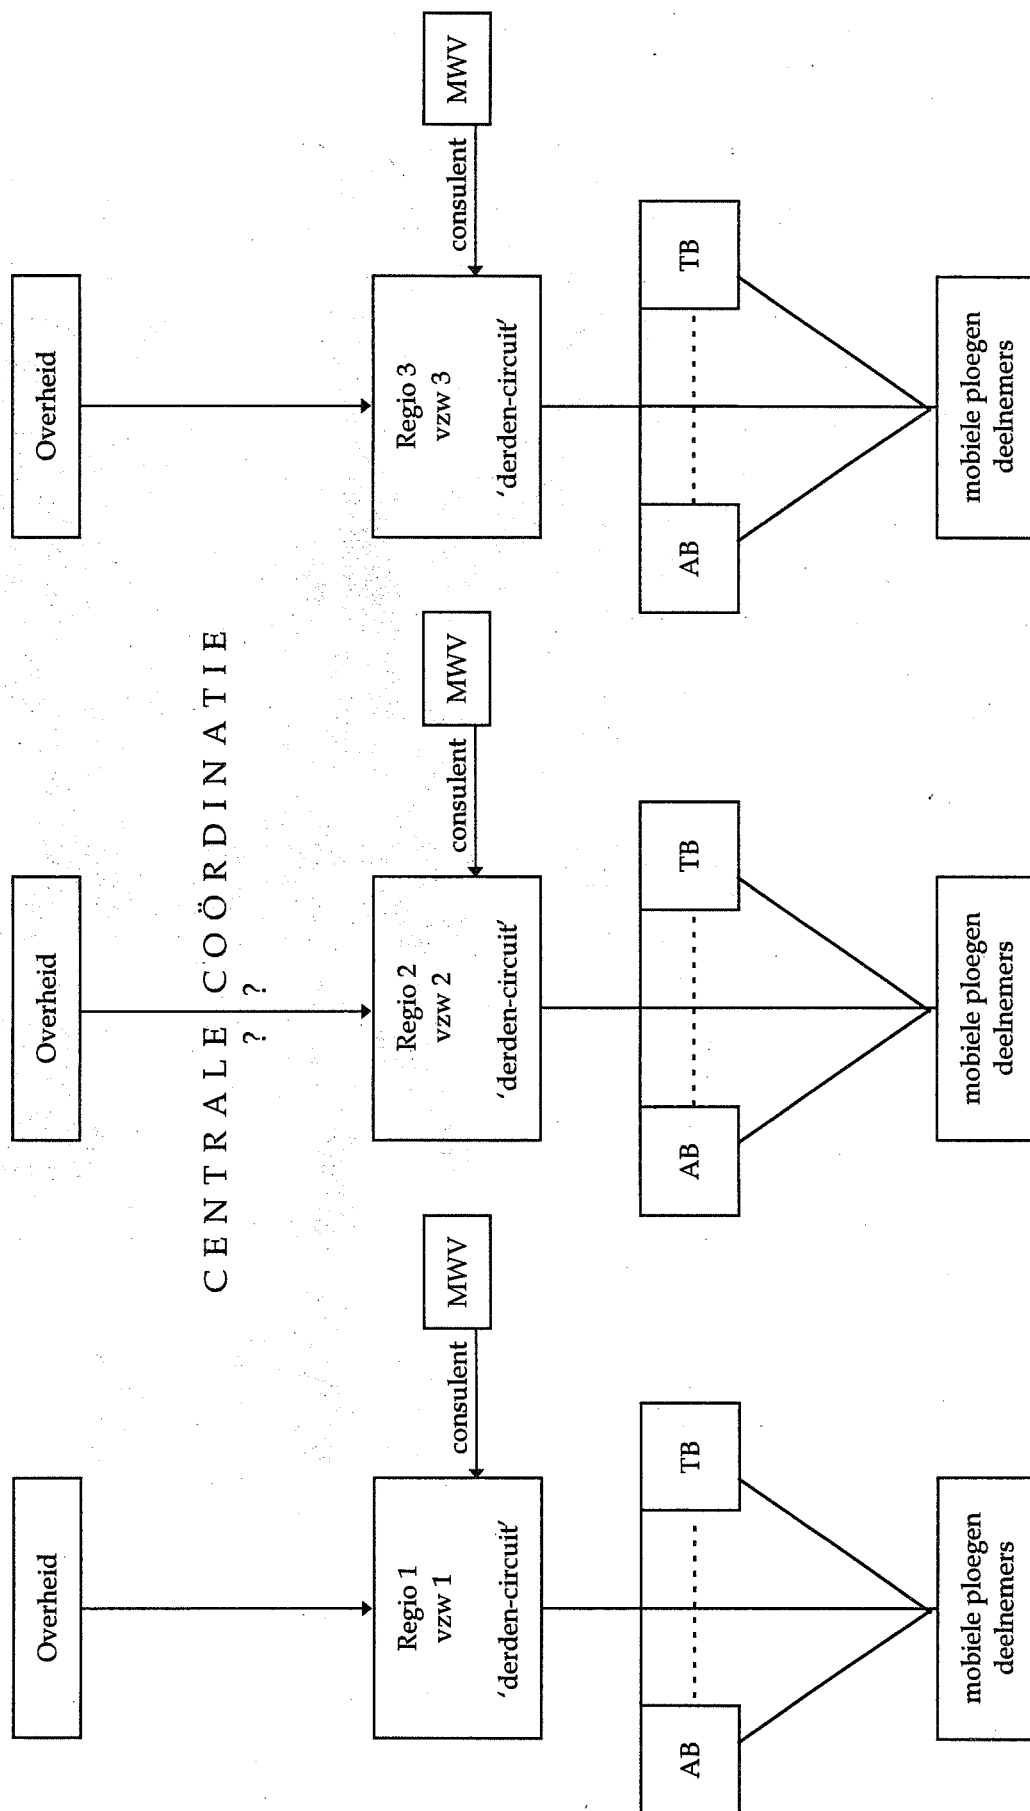 Overheid
Overheid
Overheid
CENTRALE COÖRDINATIE
? ?
Regio 1
vzw 1
'derden-circuit'
consulent
MWV
Regio 2
vzw 2
'derden-circuit'
consulent
MWV
Regio 3
vzw 3
'derden-circuit'
consulent
MWV
AB
TB
AB
TB
AB
TB
mobiele ploegen
deelnemers
mobiele ploegen
deelnemers
mobiele ploegen
deelnemers